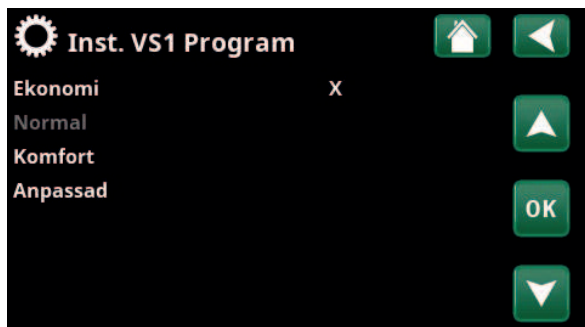 Inst. VS1 Program
Ekonomi X
Normal
Komfort
Anpassad
OK